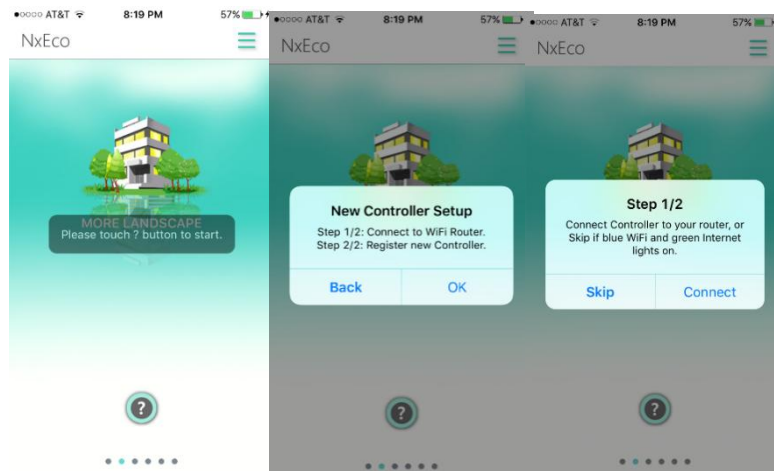 ●○○○○ AT&T 8:19 PM 57%
NxEco
MORE LANDSCAPE
Please touch ? button to start.
?
●○○○○ AT&T 8:19 PM 57%
NxEco
New Controller Setup
Step 1/2: Connect to WiFi Router.
Step 2/2: Register new Controller.
Back OK
?
●○○○○ AT&T 8:19 PM 57%
NxEco
Step 1/2
Connect Controller to your router, or
Skip if blue WiFi and green Internet
lights on.
Skip Connect
?